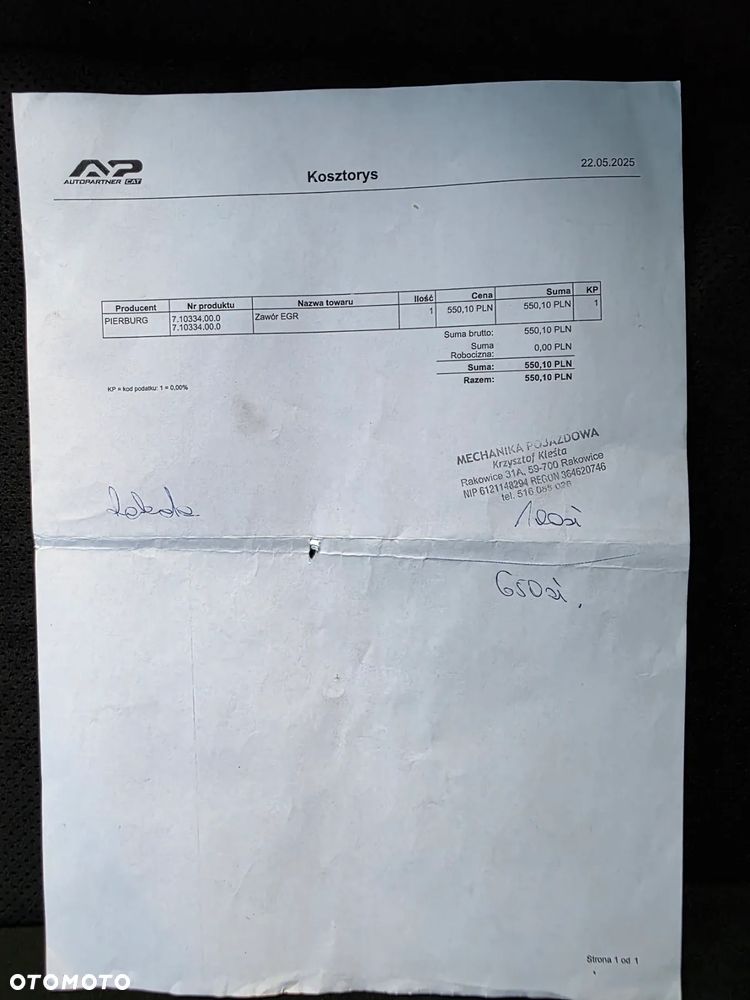 AP
AUTOPARTNER CAT
Kosztorys
22.05.2025
Producent Nr produktu Nazwa towaru Ilość Cena Suma KP
PIERBURG 7.10334.00.0 Zawór EGR 1 550,10 PLN 550,10 PLN 1
7.10334.00.0
Suma brutto: 550,10 PLN
Suma
Robocizna: 0,00 PLN
Suma: 550,10 PLN
Razem: 550,10 PLN
KP = kod podatku: 1 = 0,00%
MECHANIKA POJAZDOWA
Krzysztof Kleśta
Rakowice 31A, 59-700 Rakowice
NIP 6121148294 REGON 364620746
tel. 516 085 026
650zł.
Strona 1 od 1
OTOMOTO